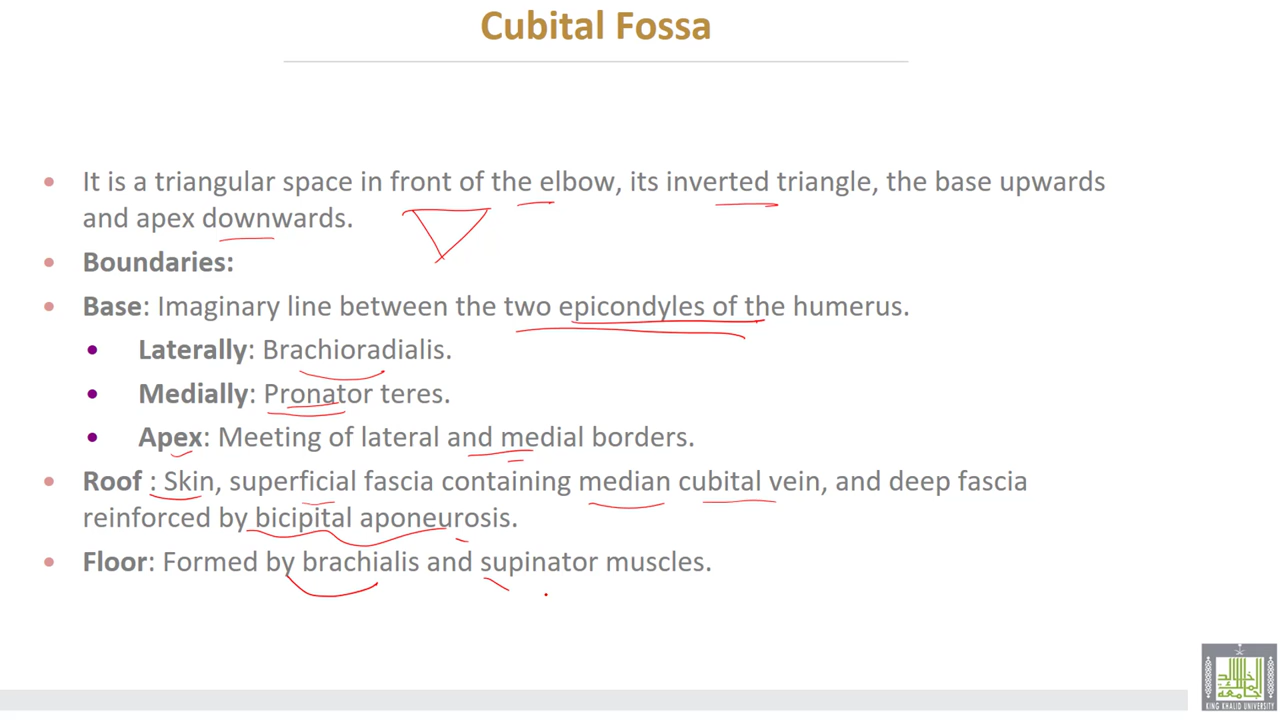 Cubital Fossa
• It is a triangular space in front of the elbow, its inverted triangle, the base upwards
and apex downwards.
• Boundaries:
• Base: Imaginary line between the two epicondyles of the humerus.
• Laterally: Brachioradialis.
• Medially: Pronator teres.
• Apex: Meeting of lateral and medial borders.
• Roof : Skin, superficial fascia containing median cubital vein, and deep fascia
reinforced by bicipital aponeurosis.
• Floor: Formed by brachialis and supinator muscles.
KING KHALID UNIVERSITY